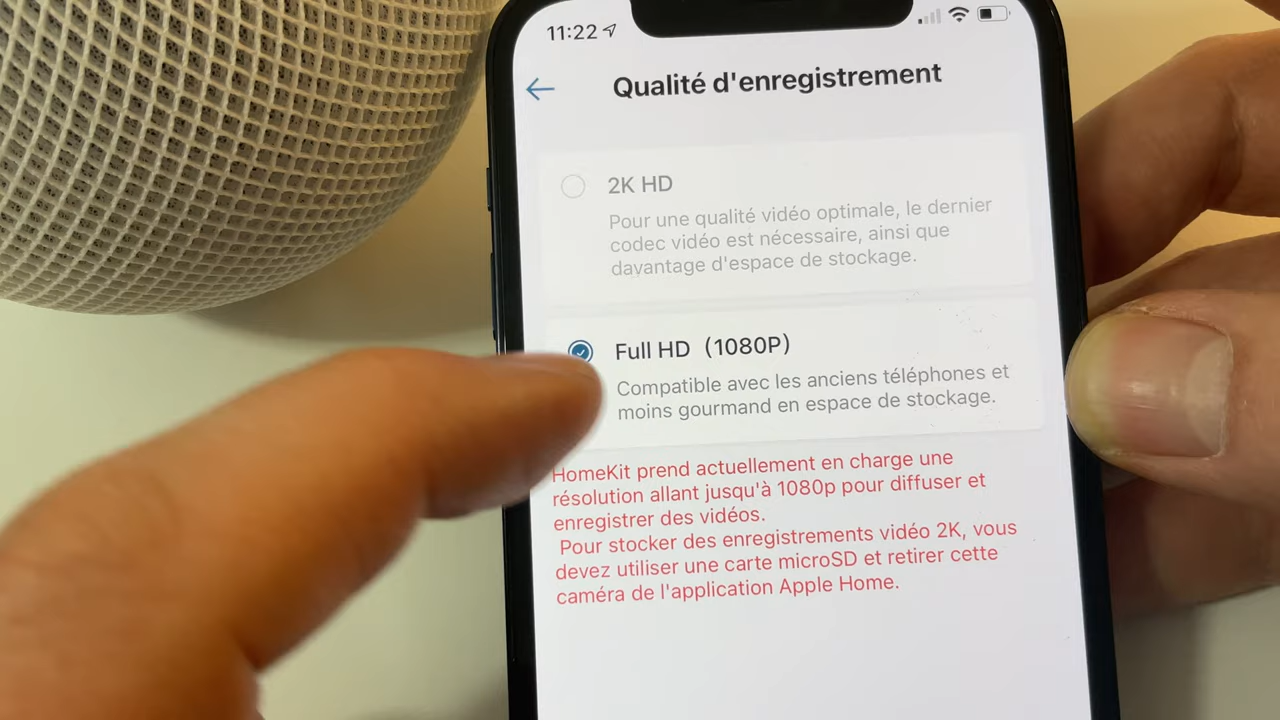 11:22
Qualité d'enregistrement
2K HD
Pour une qualité vidéo optimale, le dernier
codec vidéo est nécessaire, ainsi que
davantage d'espace de stockage.
Full HD (1080P)
Compatible avec les anciens téléphones et
moins gourmand en espace de stockage.
HomeKit prend actuellement en charge une
résolution allant jusqu'à 1080p pour diffuser et
enregistrer des vidéos.
Pour stocker des enregistrements vidéo 2K, vous
devez utiliser une carte microSD et retirer cette
caméra de l'application Apple Home.